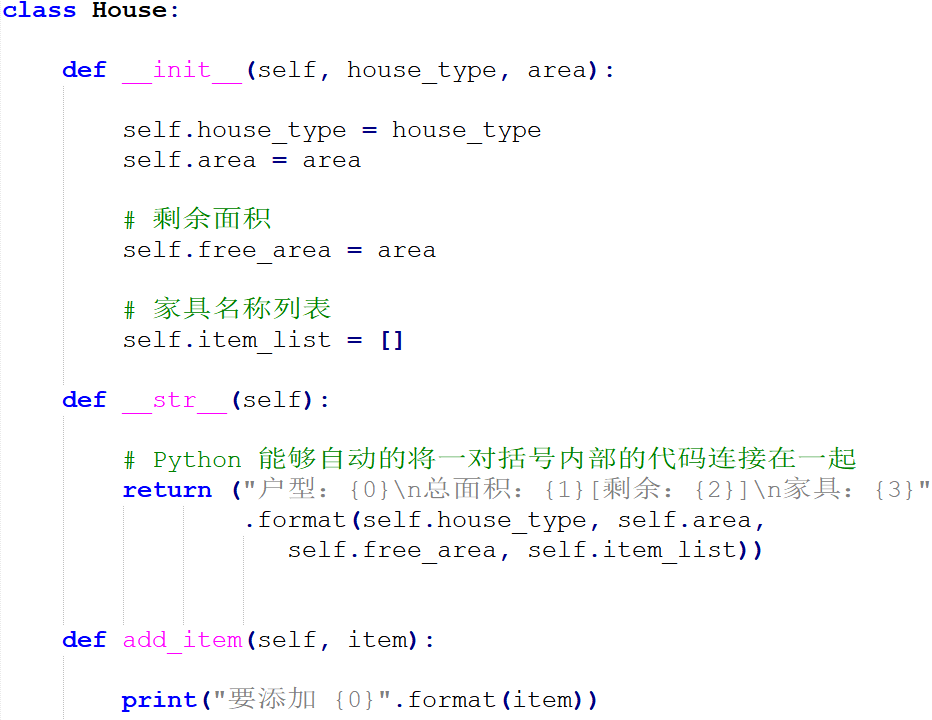 class House:
def __init__(self, house_type, area):
self.house_type = house_type
self.area = area
# 剩余面积
self.free_area = area
# 家具名称列表
self.item_list = []
def __str__(self):
# Python 能够自动的将一对括号内部的代码连接在一起
return ("户型：{0}\n总面积：{1}[剩余：{2}]\n家具：{3}"
.format(self.house_type, self.area,
self.free_area, self.item_list))
def add_item(self, item):
print("要添加 {0}".format(item))